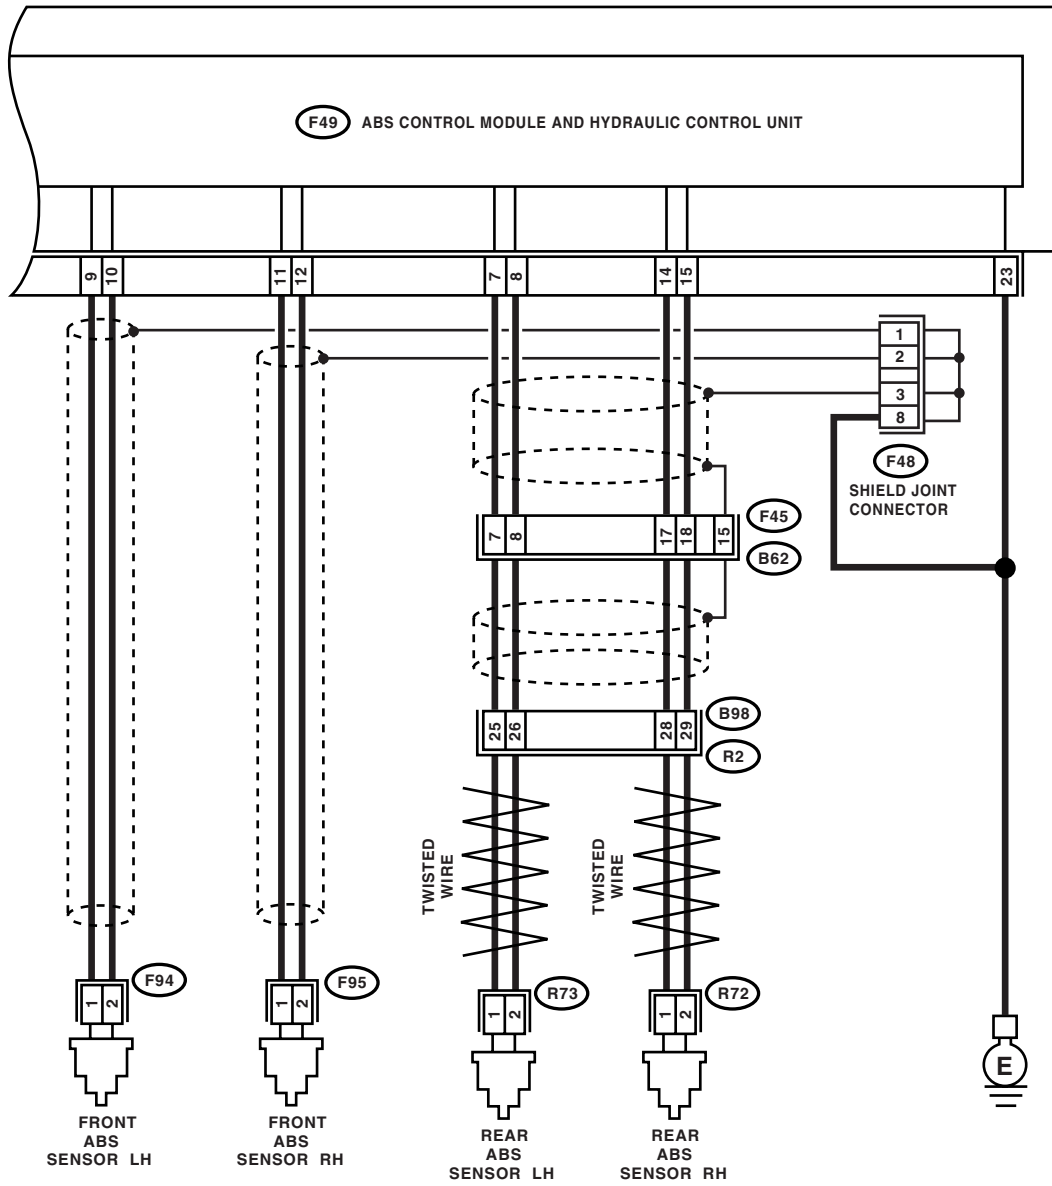 F49 ABS CONTROL MODULE AND HYDRAULIC CONTROL UNIT
9 10 11 12 7 8 14 15 23
1
2
3
8
F48
SHIELD JOINT
CONNECTOR
F45
7 8 17 18 15
B62
B98
25 26 28 29
R2
TWISTED
WIRE
TWISTED
WIRE
F94
1 2
F95
1 2
R73
1 2
R72
1 2
E
FRONT
ABS
SENSOR LH
FRONT
ABS
SENSOR RH
REAR
ABS
SENSOR LH
REAR
ABS
SENSOR RH